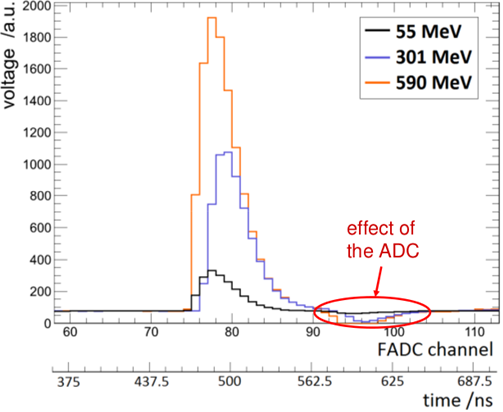 voltage /a.u.
2000
1800
1600
1400
1200
1000
800
600
400
200
0
55 MeV
301 MeV
590 MeV
effect of
the ADC
60 70 80 90 100 110
FADC channel
375 437.5 500 562.5 625 687.5
time /ns